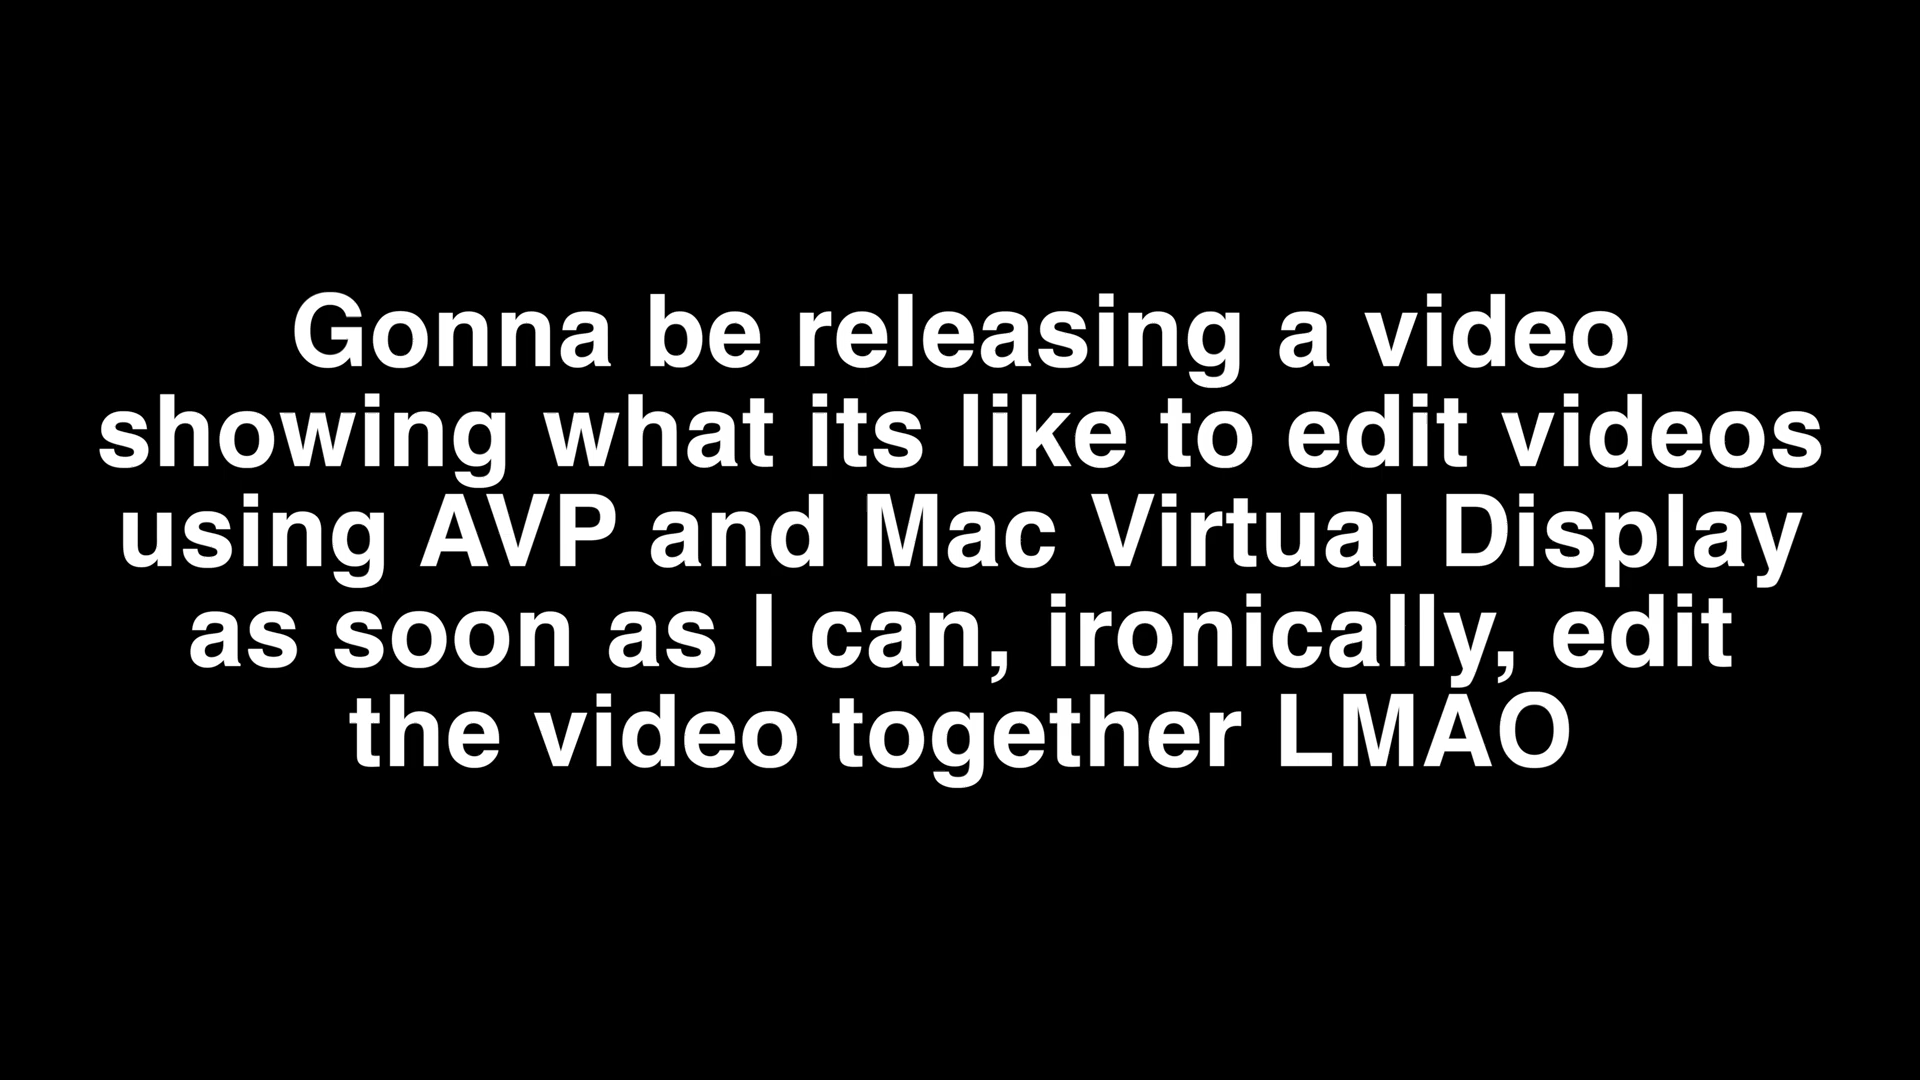 Gonna be releasing a video
showing what its like to edit videos
using AVP and Mac Virtual Display
as soon as I can, ironically, edit
the video together LMAO